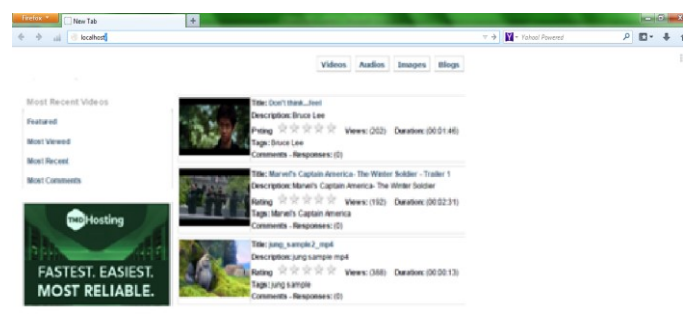 Firefox
New Tab
localhost
Yahoo! Powered
Videos Audios Images Blogs
Most Recent Videos
Featured
Most Viewed
Most Recent
Most Comments
TMDHosting
FASTEST. EASIEST.
MOST RELIABLE.
Title: Don't think...feel
Description: Bruce Lee
Rating Views: (202) Duration: (00:01:46)
Tags: Bruce Lee
Comments - Responses: (0)
Title: Marvel's Captain America- The Winter Soldier - Trailer 1
Description: Marvel's Captain America- The Winter Soldier
Rating Views: (192) Duration: (00:02:31)
Tags: Marvel's Captain America
Comments - Responses: (0)
Title: jung_sample2_mp4
Description: jung sample mp4
Rating Views: (388) Duration: (00:00:13)
Tags: jung sample
Comments - Responses: (0)